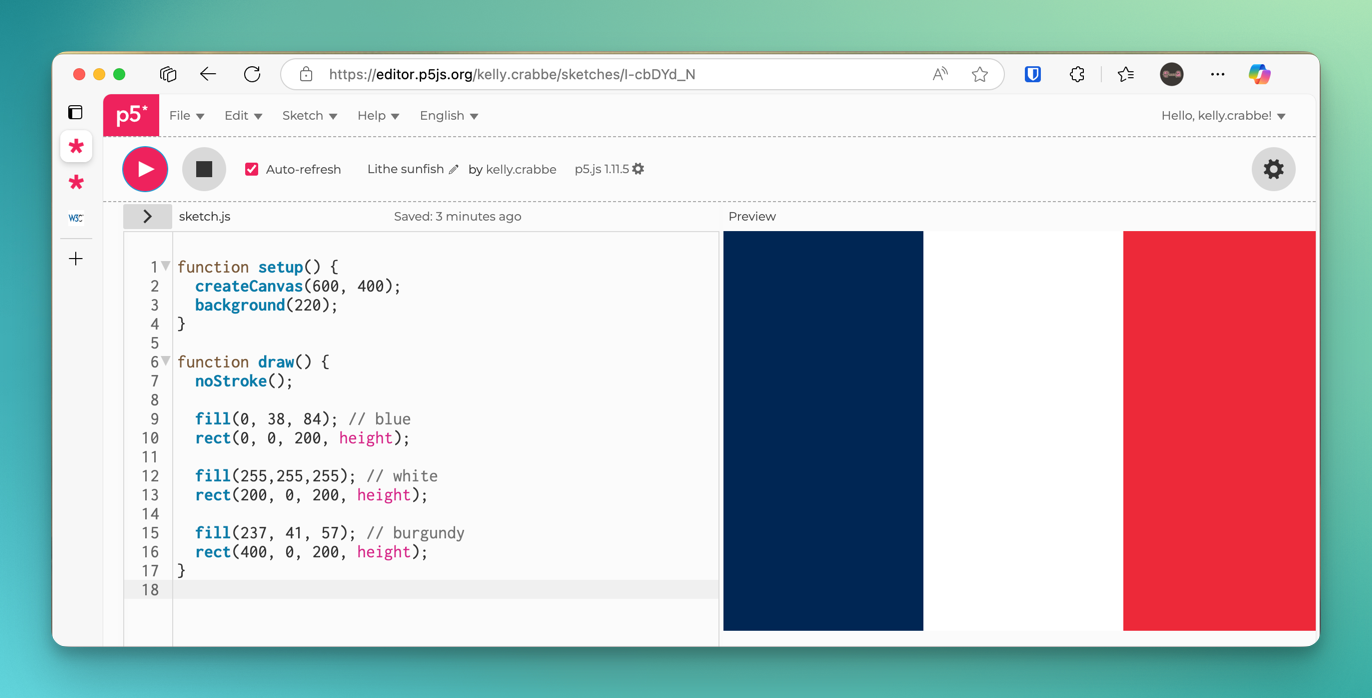 https://editor.p5js.org/kelly.crabbe/sketches/l-cbDYd_N
p5* File Edit Sketch Help English Hello, kelly.crabbe!
Auto-refresh Lithe sunfish by kelly.crabbe p5.js 1.11.5
W3C
sketch.js Saved: 3 minutes ago Preview
1 function setup() {
2 createCanvas(600, 400);
3 background(220);
4 }
5
6 function draw() {
7 noStroke();
8
9 fill(0, 38, 84); // blue
10 rect(0, 0, 200, height);
11
12 fill(255,255,255); // white
13 rect(200, 0, 200, height);
14
15 fill(237, 41, 57); // burgundy
16 rect(400, 0, 200, height);
17 }
18